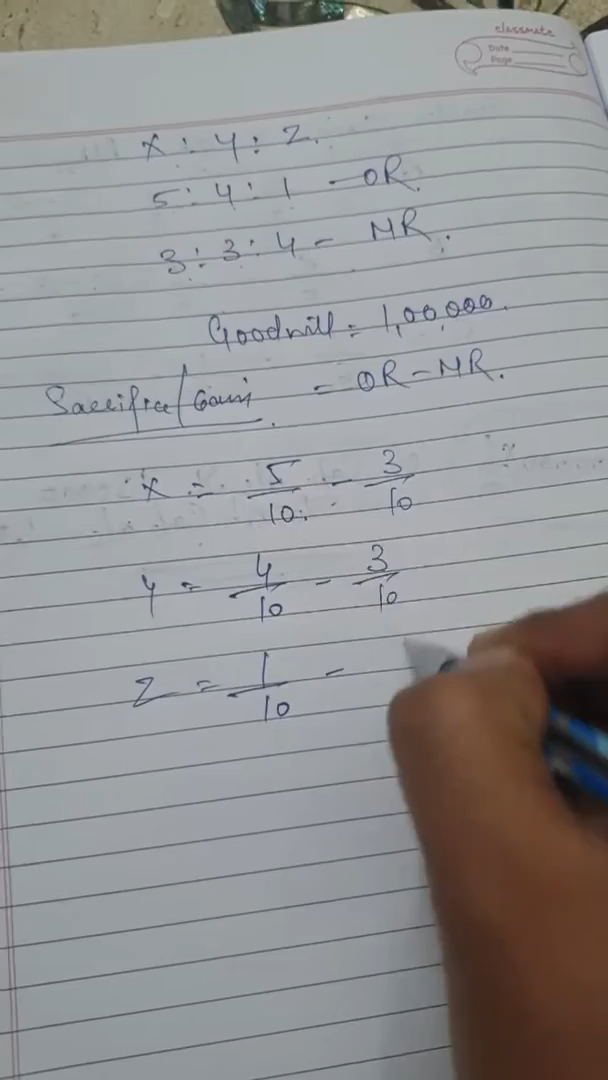 classmate
Date
Page
X : Y : Z.
5 : 4 : 1 - OR.
3 : 3 : 4 - NR.
Goodwill = 1,00,000.
Sacrifice/Gain = OR - NR.
X = 5/10 - 3/10
Y = 4/10 - 3/10
Z = 1/10 -